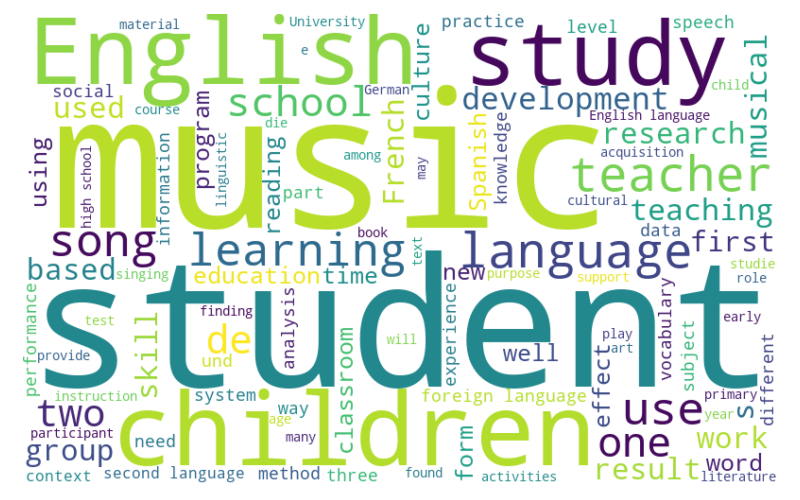 material
University
practice
level
speech
English
e
study
culture
child
social
course
used
school
German
development
English language
music
musical
die
French
research
using
high school
information
linguistic
program
reading
among
part
may
Spanish
knowledge
acquisition
teacher
cultural
teaching
song
book
text
data
first
learning
language
based
singing
education
time
new
purpose
support
studie
role
student
performance
test
finding
de
und
analysis
will
experience
well
play
art
vocabulary
early
provide
skill
classroom
subject
different
instruction
system
age
way
foreign language
effect
primary
year
two
children
use
s
participant
need
many
one
work
group
form
result
word
context
second language
method
three
found
activities
literature